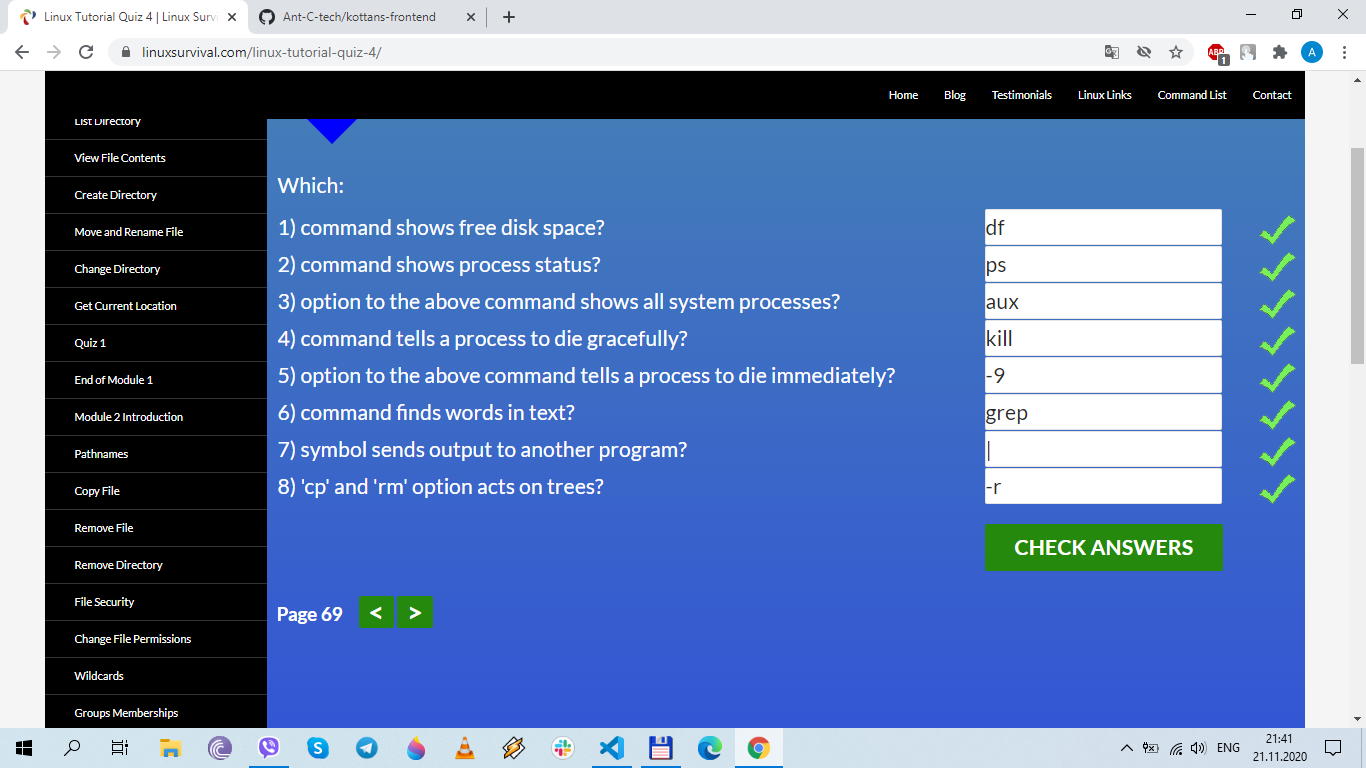 Linux Tutorial Quiz 4 | Linux Surv
Ant-C-tech/kottans-frontend
linuxsurvival.com/linux-tutorial-quiz-4/
ABP
1
A
Home Blog Testimonials Linux Links Command List Contact
List Directory
View File Contents
Create Directory
Move and Rename File
Change Directory
Get Current Location
Quiz 1
End of Module 1
Module 2 Introduction
Pathnames
Copy File
Remove File
Remove Directory
File Security
Change File Permissions
Wildcards
Groups Memberships
Which:
1) command shows free disk space? df
2) command shows process status? ps
3) option to the above command shows all system processes? aux
4) command tells a process to die gracefully? kill
5) option to the above command tells a process to die immediately? -9
6) command finds words in text? grep
7) symbol sends output to another program? |
8) 'cp' and 'rm' option acts on trees? -r
CHECK ANSWERS
Page 69 < >
ENG
21:41
21.11.2020